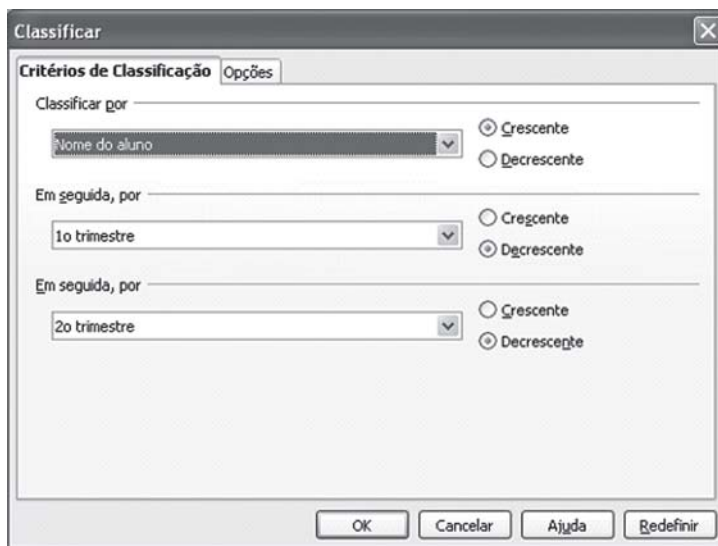 Classificar
Critérios de Classificação Opções
Classificar por
Nome do aluno
Crescente
Decrescente
Em seguida, por
1o trimestre
Crescente
Decrescente
Em seguida, por
2o trimestre
Crescente
Decrescente
OK Cancelar Ajuda Redefinir